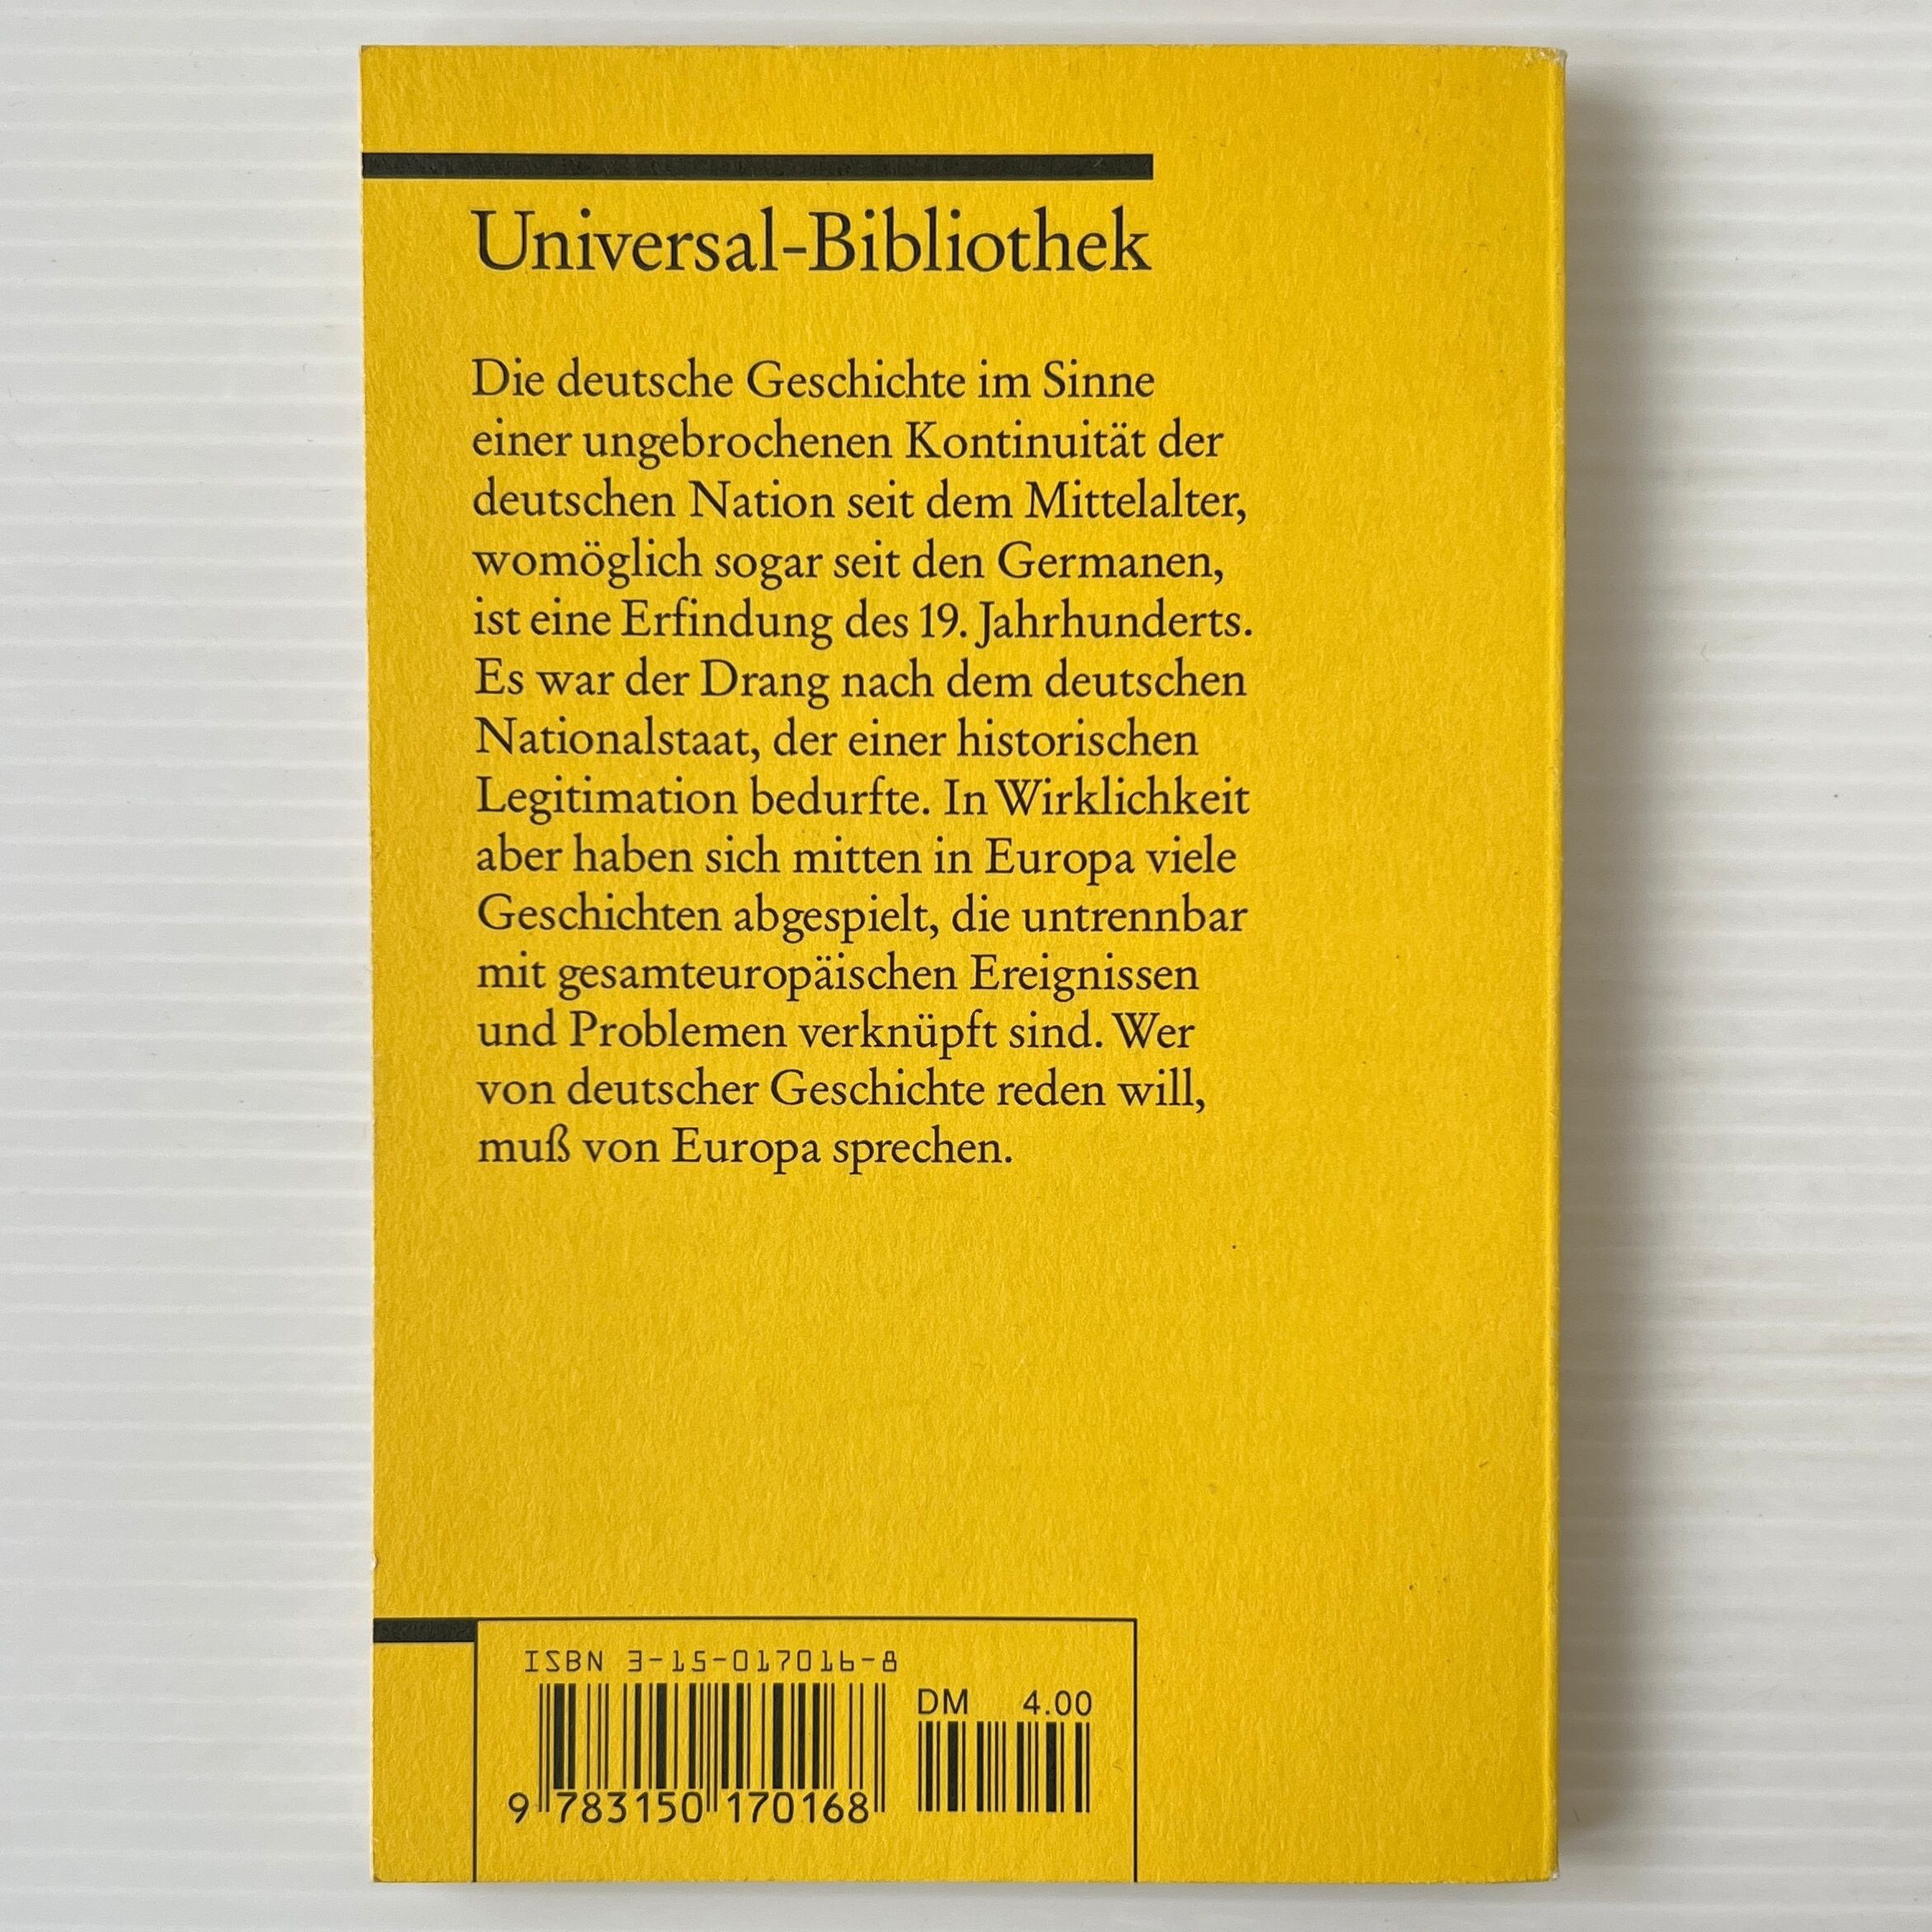 Universal-Bibliothek
Die deutsche Geschichte im Sinne
einer ungebrochenen Kontinuität der
deutschen Nation seit dem Mittelalter,
womöglich sogar seit den Germanen,
ist eine Erfindung des 19. Jahrhunderts.
Es war der Drang nach dem deutschen
Nationalstaat, der einer historischen
Legitimation bedurfte. In Wirklichkeit
aber haben sich mitten in Europa viele
Geschichten abgespielt, die untrennbar
mit gesamteuropäischen Ereignissen
und Problemen verknüpft sind. Wer
von deutscher Geschichte reden will,
muß von Europa sprechen.
ISBN 3-15-017016-8
DM 4.00
9 783150 170168